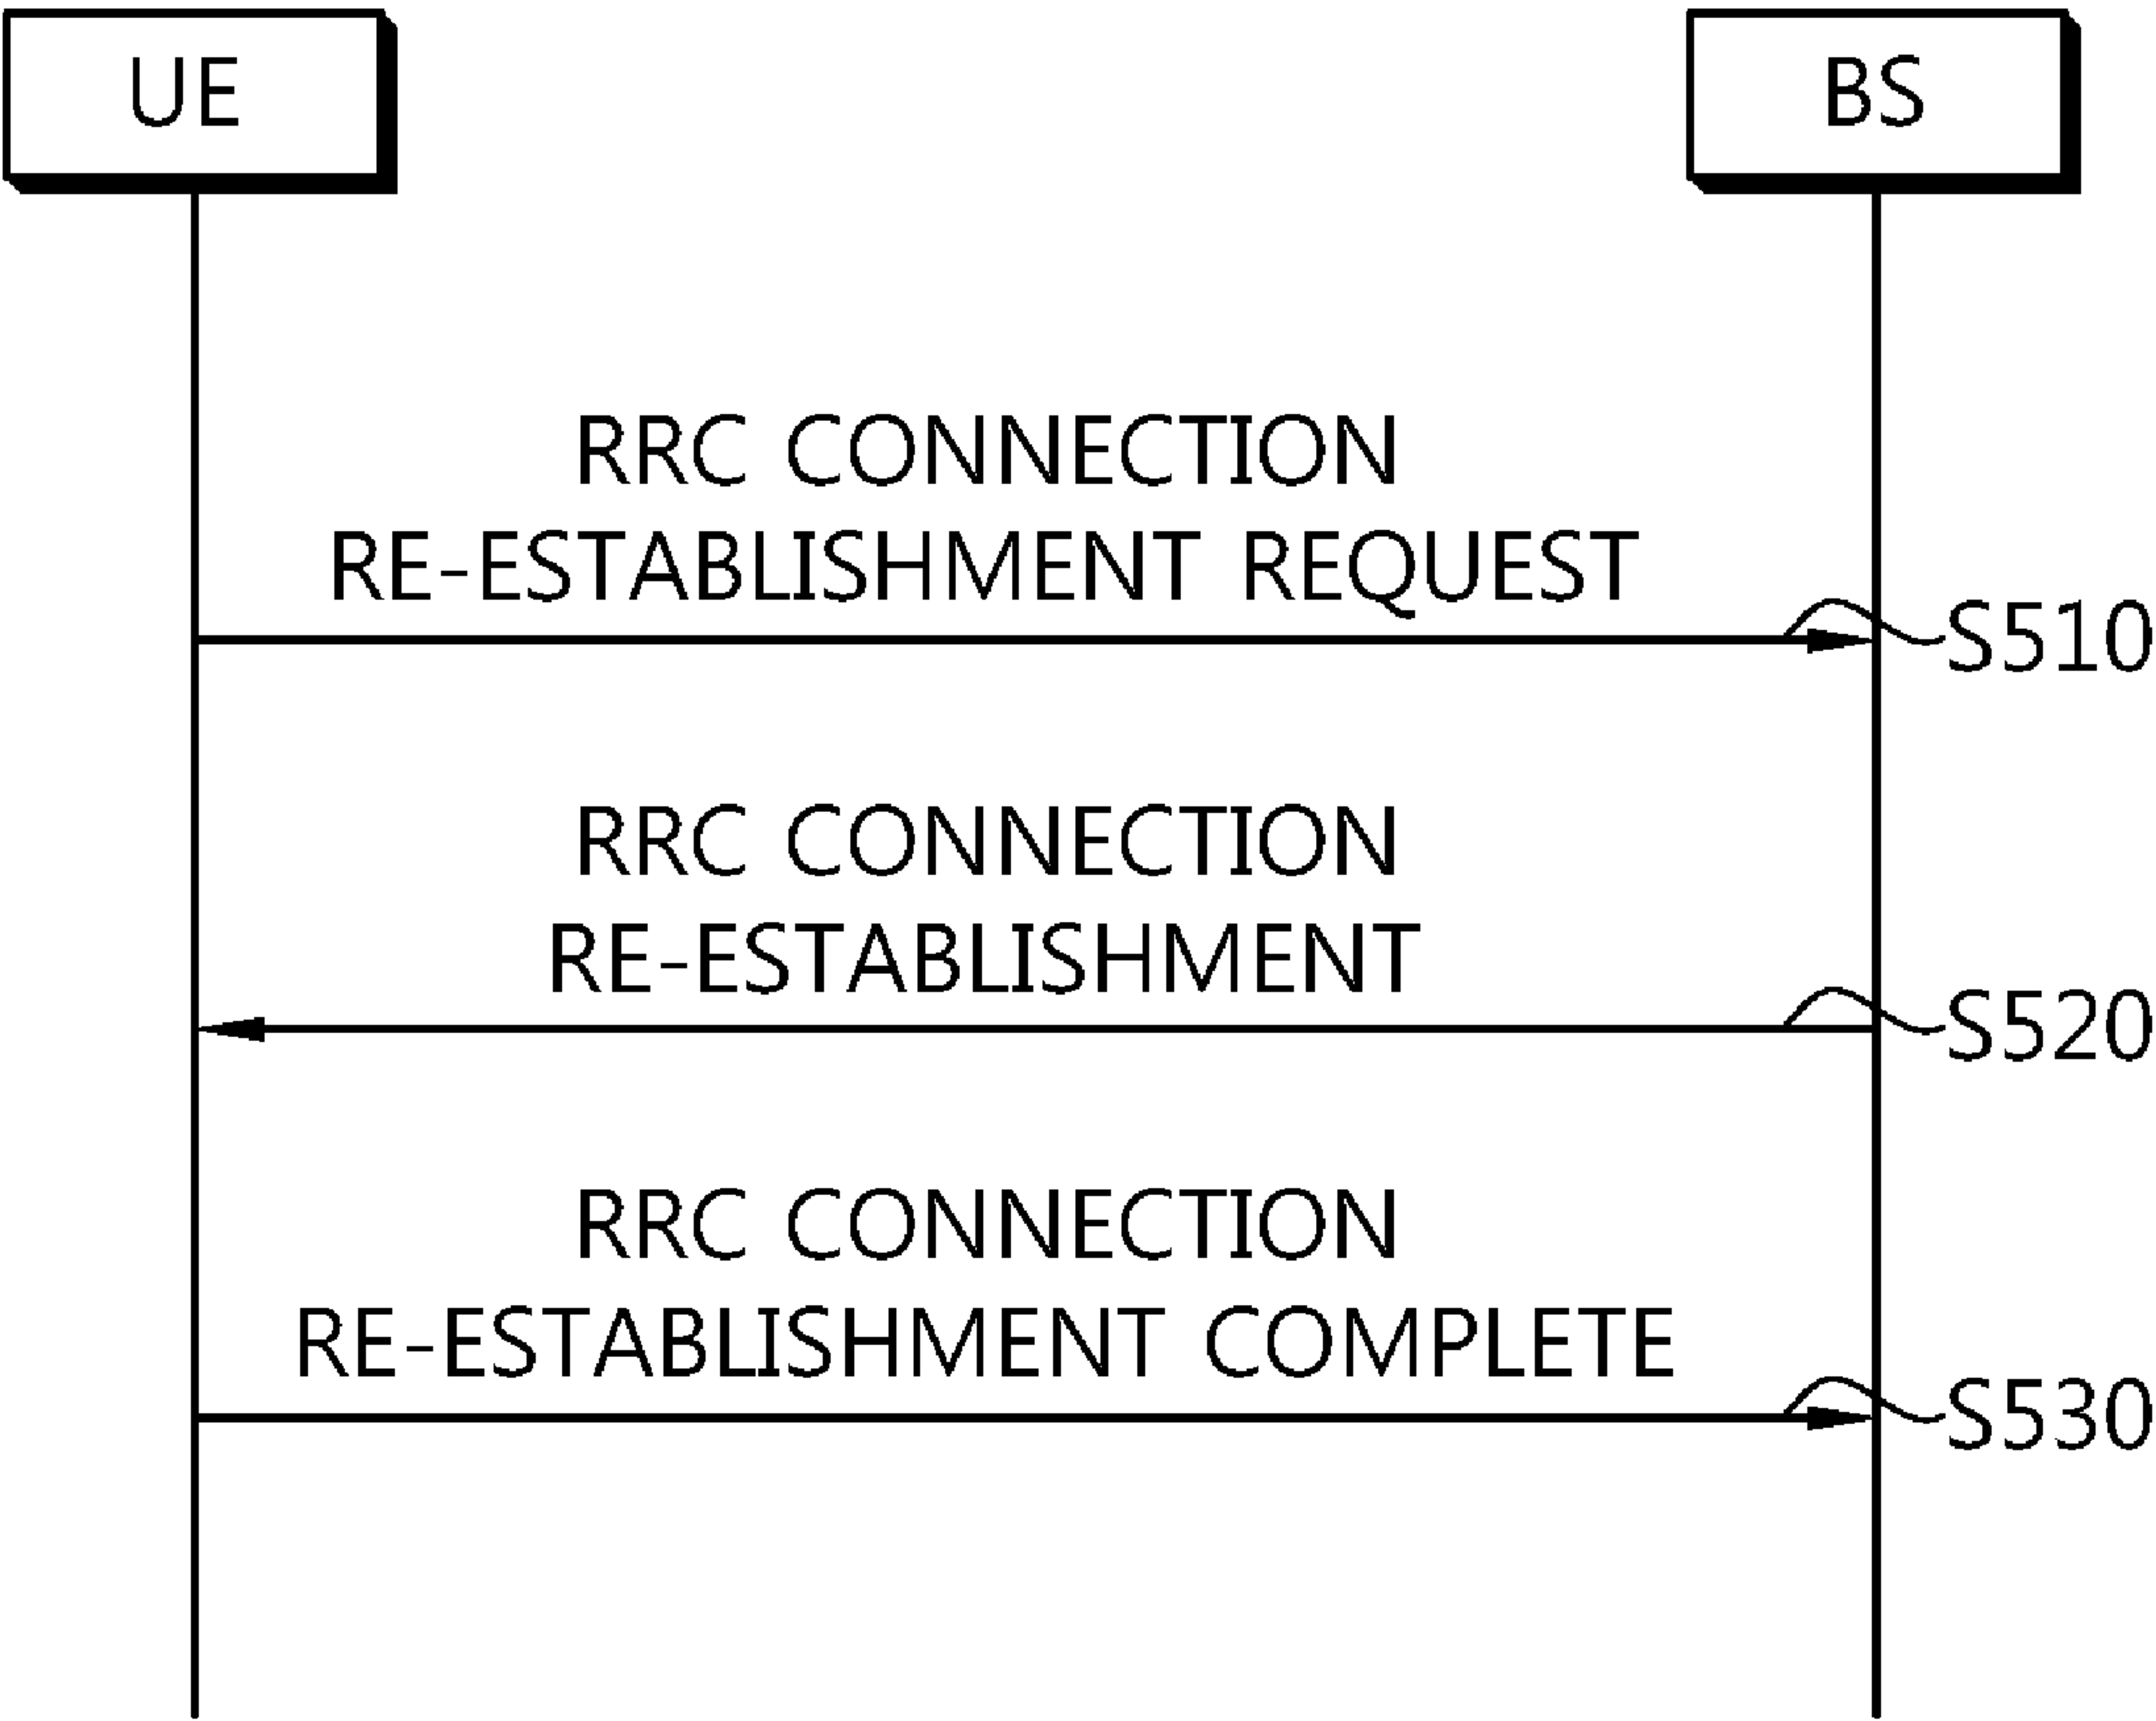 UE
BS
RRC CONNECTION
RE-ESTABLISHMENT REQUEST
S510
RRC CONNECTION
RE-ESTABLISHMENT
S520
RRC CONNECTION
RE-ESTABLISHMENT COMPLETE
S530